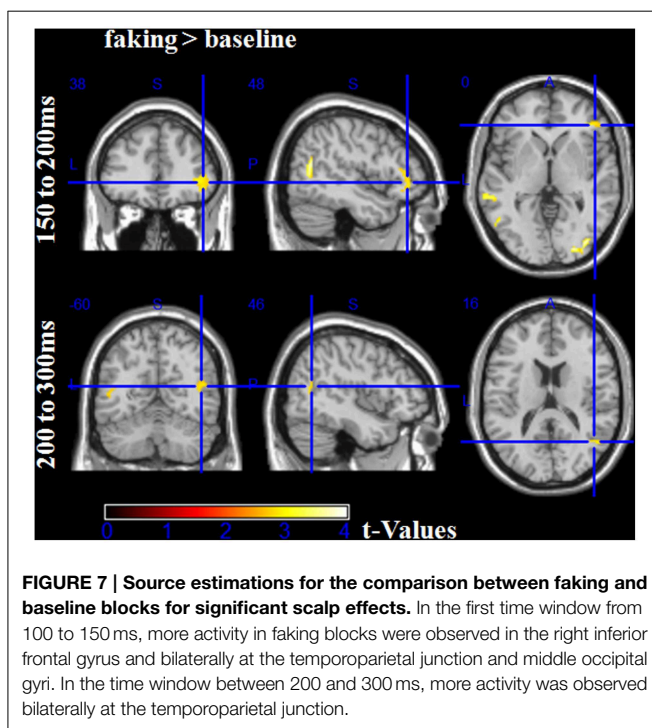 faking > baseline
38 S 48 S 0 A
L P L
150 to 200ms
-60 S 46 S 16 A
L P L
200 to 300ms
0 1 2 3 4
t-Values
FIGURE 7 | Source estimations for the comparison between faking and
baseline blocks for significant scalp effects. In the first time window from
100 to 150 ms, more activity in faking blocks were observed in the right inferior
frontal gyrus and bilaterally at the temporoparietal junction and middle occipital
gyri. In the time window between 200 and 300 ms, more activity was observed
bilaterally at the temporoparietal junction.